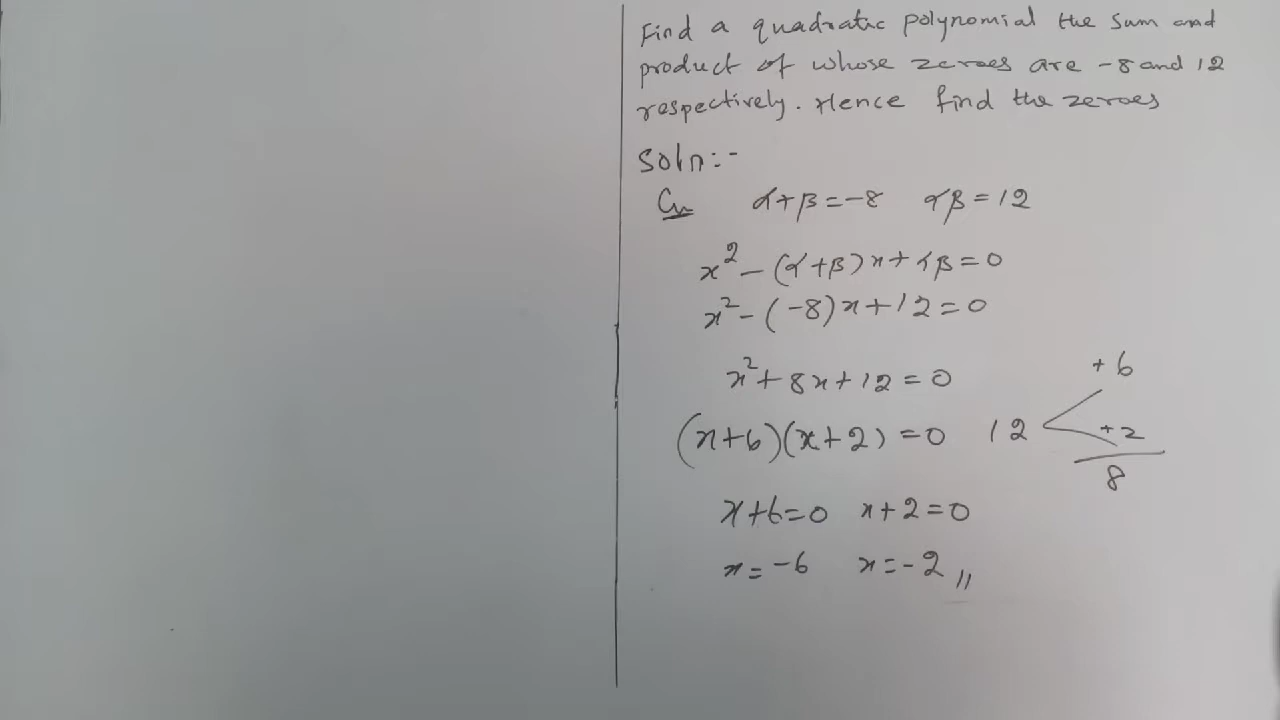 Find a quadratic polynomial the sum and
product of whose zeroes are -8 and 12
respectively. Hence find the zeroes
Soln:-
Gn α+β=-8 αβ=12
x² - (α+β)x + αβ = 0
x² - (-8)x + 12 = 0
x² + 8x + 12 = 0
(x+6)(x+2) = 0 12 +6 +2
8
x+6=0 x+2=0
x=-6 x=-2 //